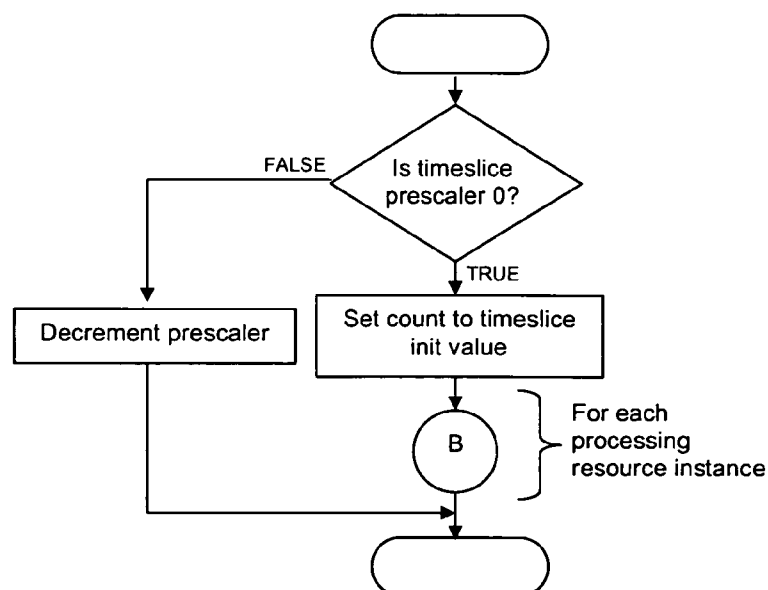 Is timeslice
prescaler 0?
FALSE
TRUE
Decrement prescaler
Set count to timeslice
init value
B
For each
processing
resource instance